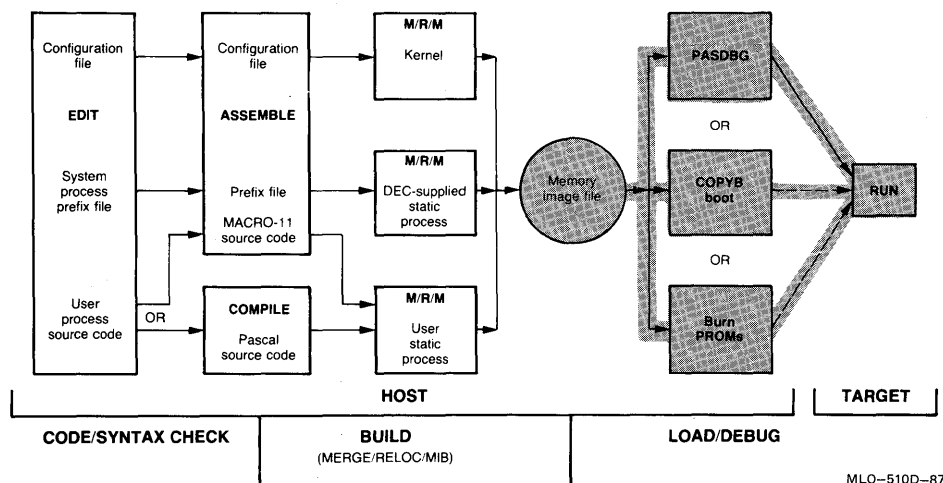 Configuration
file
EDIT
System
process
prefix file
User
process
source code
OR
Configuration
file
ASSEMBLE
Prefix file
MACRO-11
source code
COMPILE
Pascal
source code
M/R/M
Kernel
M/R/M
DEC-supplied
static
process
M/R/M
User
static
process
Memory
image file
PASDBG
OR
COPYB
boot
OR
Burn
PROMs
RUN
HOST
TARGET
CODE/SYNTAX CHECK
BUILD
(MERGE/RELOC/MIB)
LOAD/DEBUG
MLO-510D-87